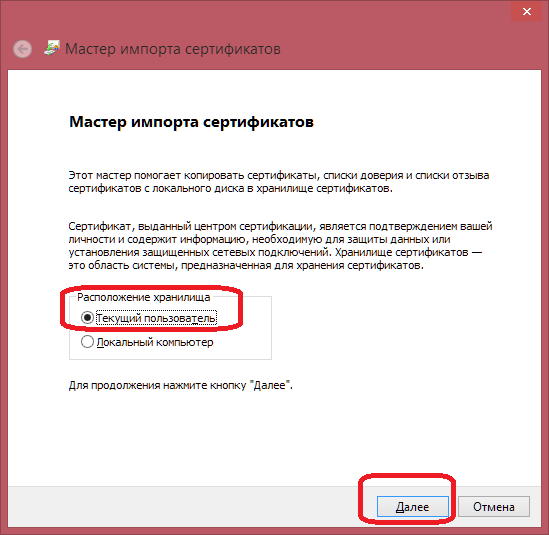 Мастер импорта сертификатов
Мастер импорта сертификатов
Этот мастер помогает копировать сертификаты, списки доверия и списки отзыва
сертификатов с локального диска в хранилище сертификатов.
Сертификат, выданный центром сертификации, является подтверждением вашей
личности и содержит информацию, необходимую для защиты данных или
установления защищенных сетевых подключений. Хранилище сертификатов —
это область системы, предназначенная для хранения сертификатов.
Расположение хранилища
Текущий пользователь
Локальный компьютер
Для продолжения нажмите кнопку "Далее".
Далее
Отмена